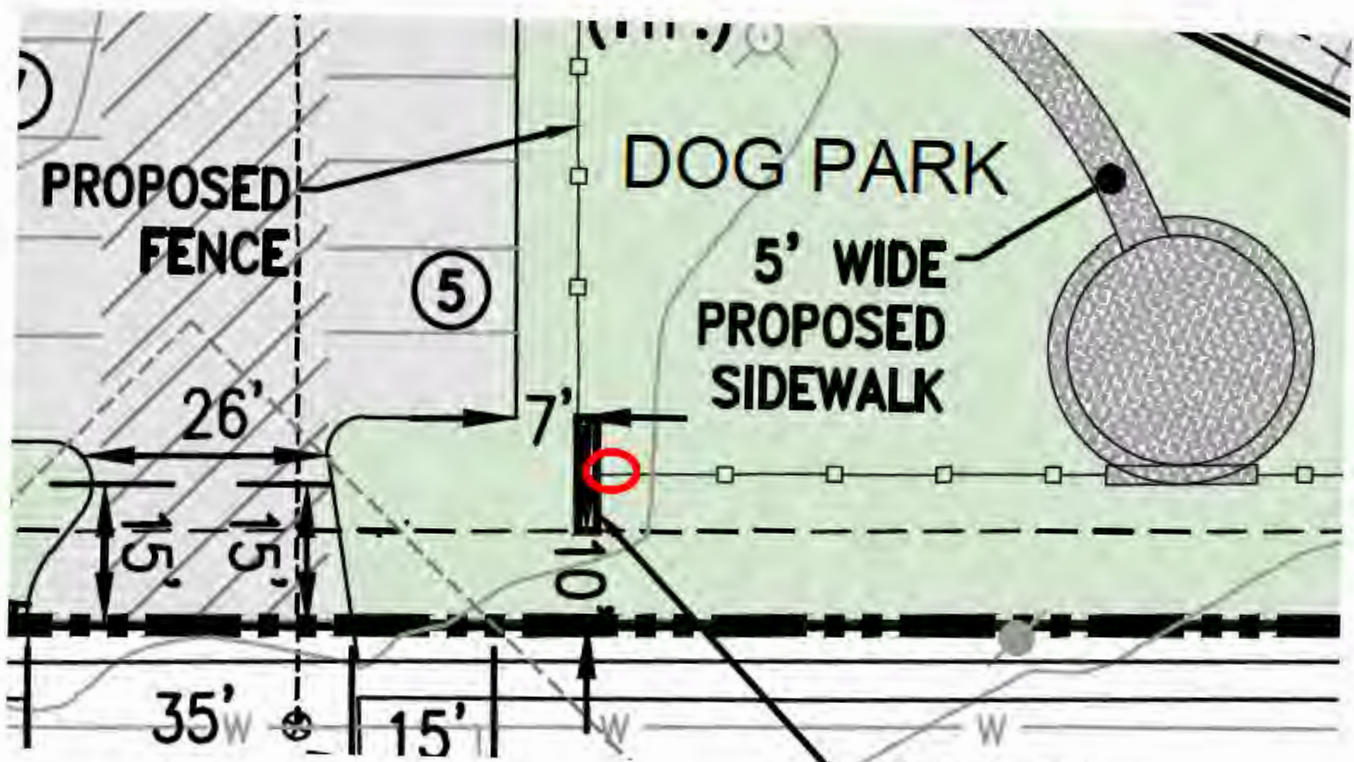 DOG PARK
PROPOSED
FENCE
5' WIDE
PROPOSED
SIDEWALK
5
26'
7'
15'
15'
10'
35'
15'
W
W
W